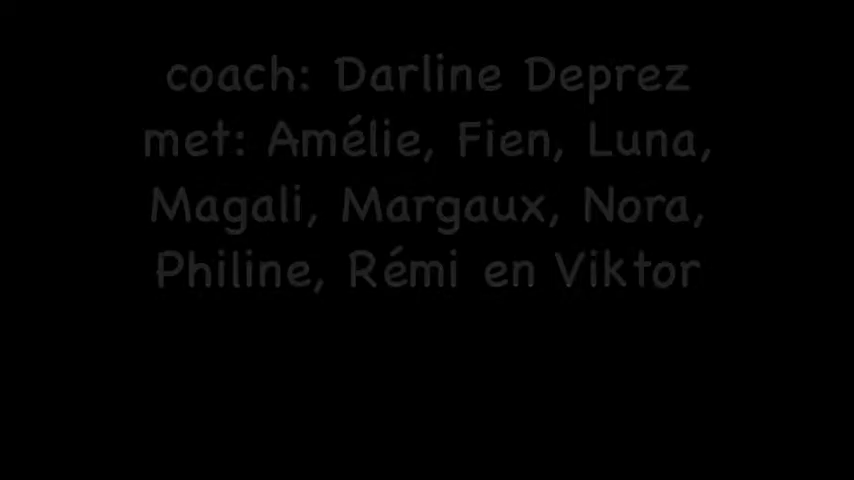 coach: Darline Deprez
met: Amélie, Fien, Luna,
Magali, Margaux, Nora,
Philine, Rémi en Viktor